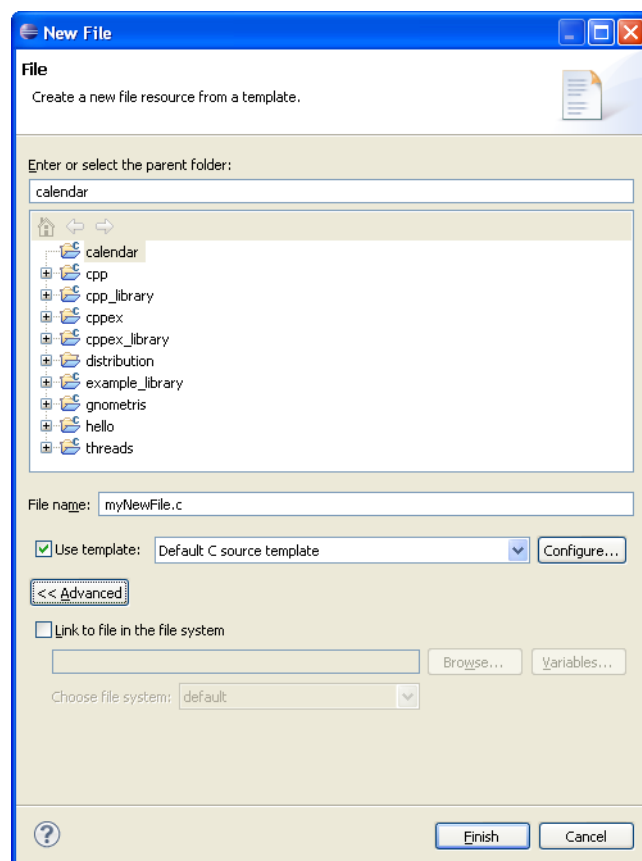 New File
File
Create a new file resource from a template.
Enter or select the parent folder:
calendar
calendar
cpp
cpp_library
cppex
cppex_library
distribution
example_library
gnometris
hello
threads
File name: myNewFile.c
Use template: Default C source template Configure...
<< Advanced
Link to file in the file system
Browse... Variables...
Choose file system: default
Finish Cancel